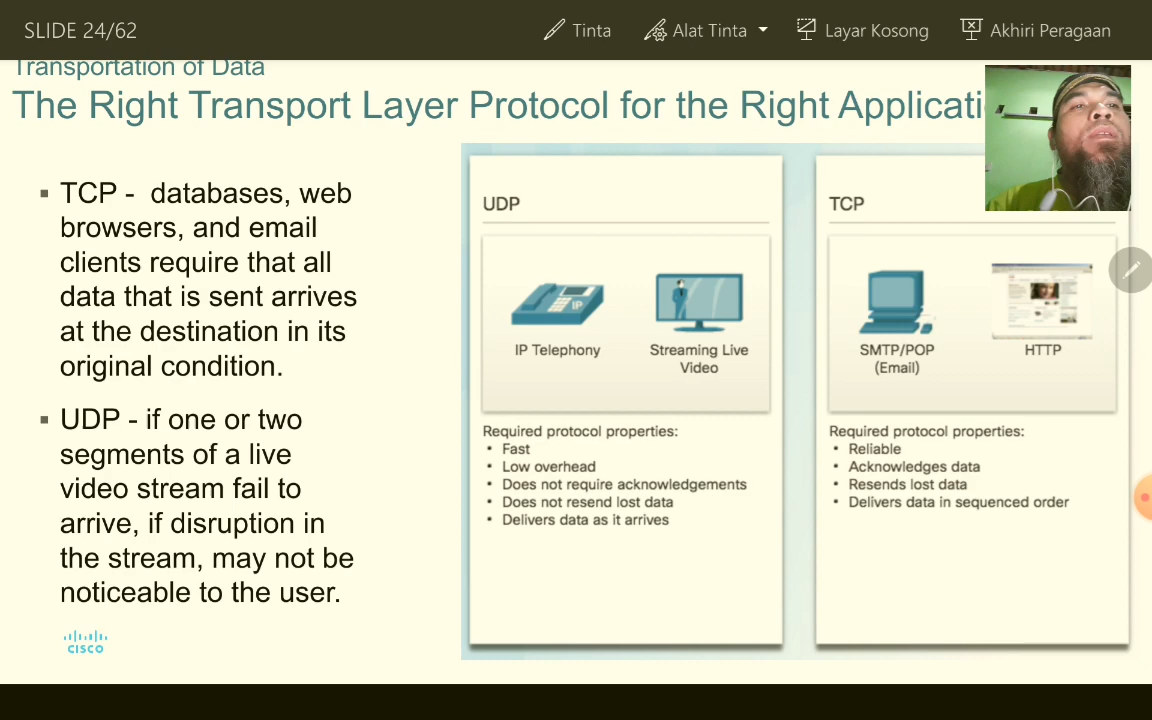 SLIDE 24/62
Tinta
Alat Tinta
Layar Kosong
Akhiri Peragaan
Transportation of Data
The Right Transport Layer Protocol for the Right Applicati
▪ TCP - databases, web
browsers, and email
clients require that all
data that is sent arrives
at the destination in its
original condition.
▪ UDP - if one or two
segments of a live
video stream fail to
arrive, if disruption in
the stream, may not be
noticeable to the user.
CISCO
UDP
IP
IP Telephony
Streaming Live
Video
Required protocol properties:
• Fast
• Low overhead
• Does not require acknowledgements
• Does not resend lost data
• Delivers data as it arrives
TCP
SMTP/POP
(Email)
HTTP
Required protocol properties:
• Reliable
• Acknowledges data
• Resends lost data
• Delivers data in sequenced order